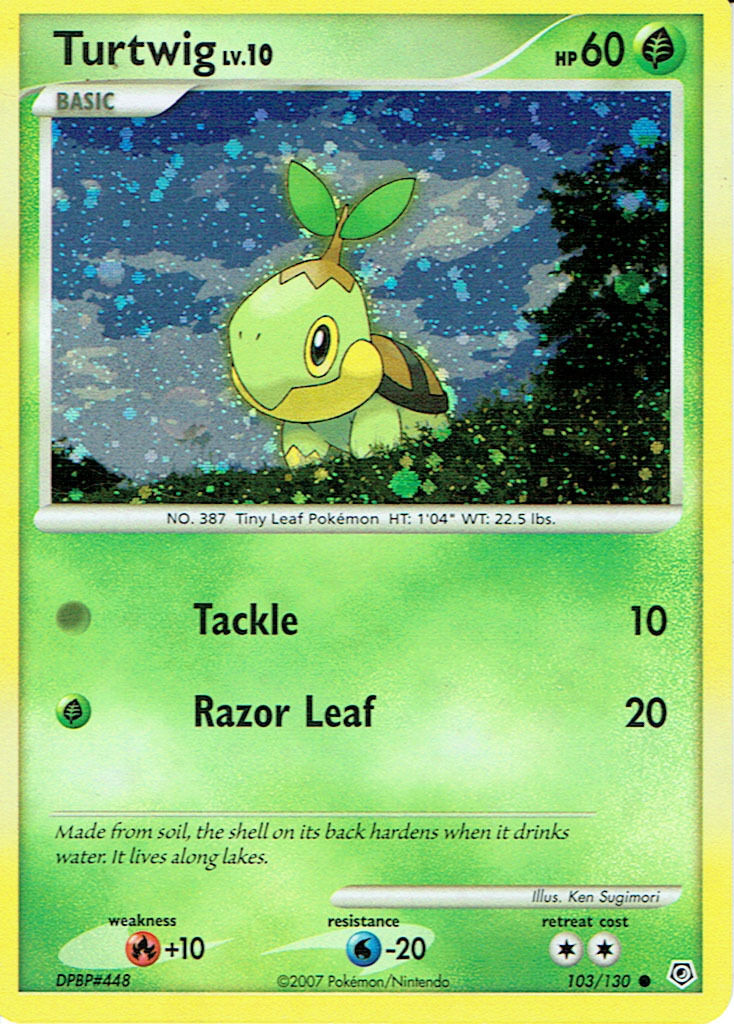 Turtwig LV.10 HP 60
BASIC
NO. 387 Tiny Leaf Pokémon HT: 1'04" WT: 22.5 lbs.
Tackle 10
Razor Leaf 20
Made from soil, the shell on its back hardens when it drinks
water. It lives along lakes.
Illus. Ken Sugimori
weakness resistance retreat cost
+10 -20
DPBP#448 ©2007 Pokémon/Nintendo 103/130